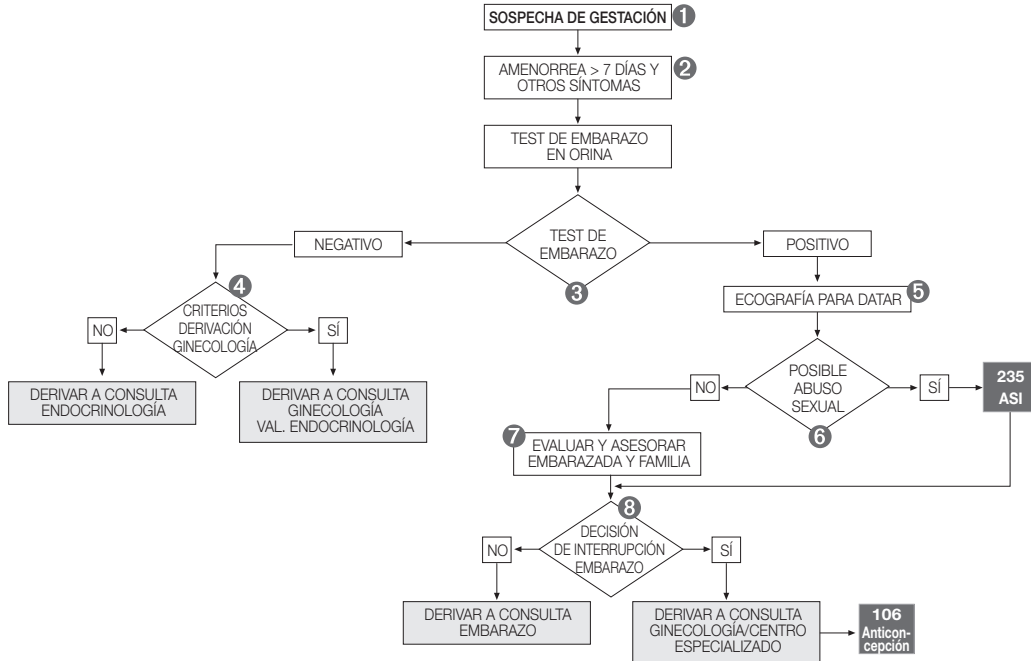 SOSPECHA DE GESTACIÓN 1
AMENORREA > 7 DÍAS Y 2
OTROS SÍNTOMAS
TEST DE EMBARAZO
EN ORINA
TEST DE
EMBARAZO
3
NEGATIVO
POSITIVO
4
CRITERIOS
DERIVACIÓN
GINECOLOGÍA
NO
SÍ
DERIVAR A CONSULTA
ENDOCRINOLOGÍA
DERIVAR A CONSULTA
GINECOLOGÍA
VAL. ENDOCRINOLOGÍA
ECOGRAFÍA PARA DATAR 5
POSIBLE
ABUSO
SEXUAL
6
NO
SÍ
235
ASI
7
EVALUAR Y ASESORAR
EMBARAZADA Y FAMILIA
8
DECISIÓN
DE INTERRUPCIÓN
EMBARAZO
NO
SÍ
DERIVAR A CONSULTA
EMBARAZO
DERIVAR A CONSULTA
GINECOLOGÍA/CENTRO
ESPECIALIZADO
106
Anticon-
cepción